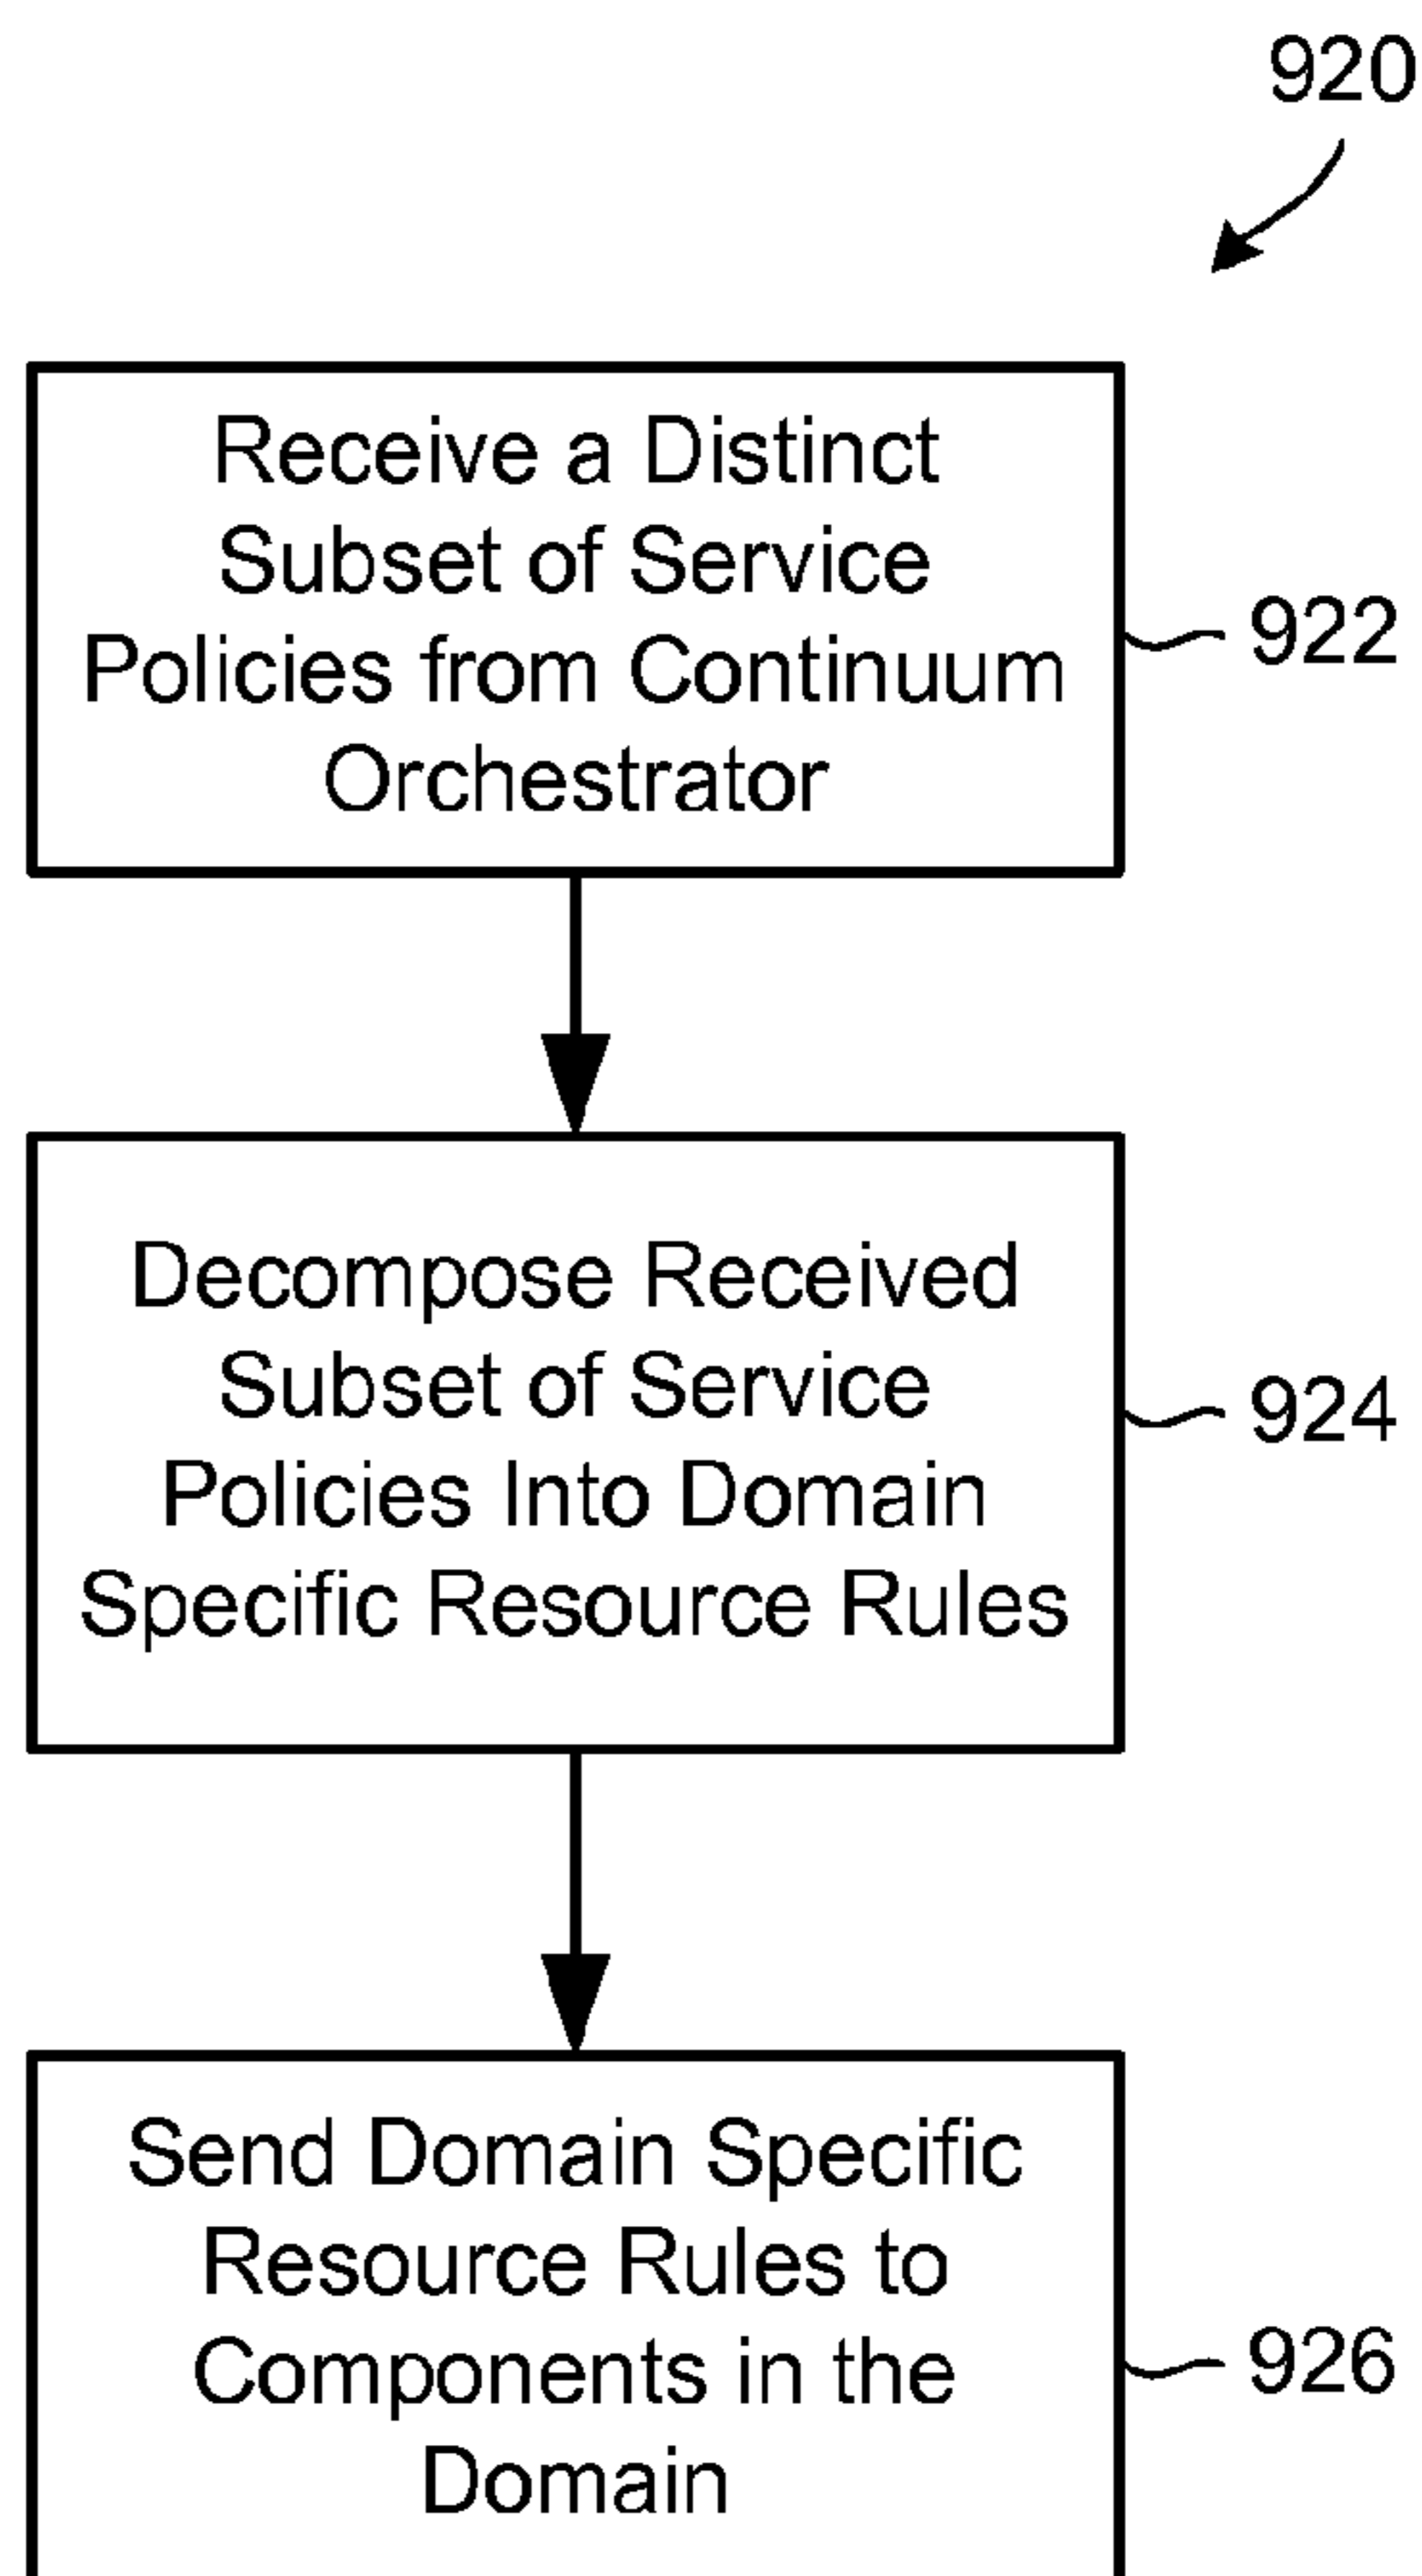 920
Receive a Distinct
Subset of Service
Policies from Continuum
Orchestrator
922
Decompose Received
Subset of Service
Policies Into Domain
Specific Resource Rules
924
Send Domain Specific
Resource Rules to
Components in the
Domain
926